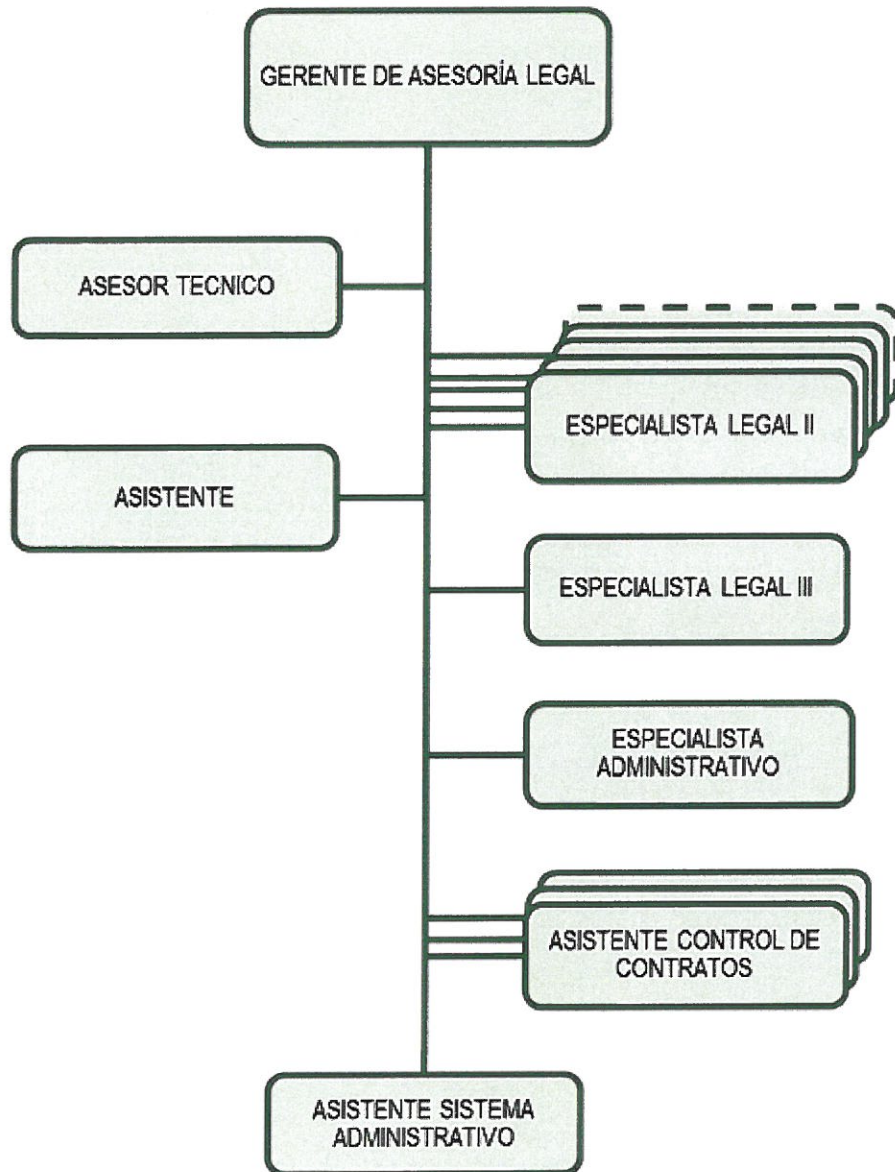 GERENTE DE ASESORÍA LEGAL
ASESOR TECNICO
ESPECIALISTA LEGAL II
ASISTENTE
ESPECIALISTA LEGAL III
ESPECIALISTA
ADMINISTRATIVO
ASISTENTE CONTROL DE
CONTRATOS
ASISTENTE SISTEMA
ADMINISTRATIVO